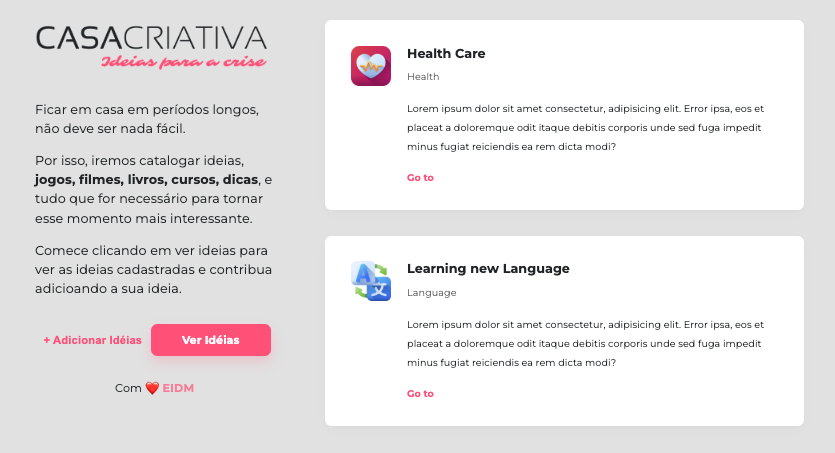 CASACRIATIVA
Ideias para a crise
Ficar em casa em períodos longos,
não deve ser nada fácil.
Por isso, iremos catalogar ideias,
jogos, filmes, livros, cursos, dicas, e
tudo que for necessário para tornar
esse momento mais interessante.
Comece clicando em ver ideias para
ver as ideias cadastradas e contribua
adicioando a sua ideia.
+ Adicionar Idéias
Ver Idéias
Com ❤️ EIDM
Health Care
Health
Lorem ipsum dolor sit amet consectetur, adipisicing elit. Error ipsa, eos et
placeat a doloremque odit itaque debitis corporis unde sed fuga impedit
minus fugiat reiciendis ea rem dicta modi?
Go to
A
文
Learning new Language
Language
Lorem ipsum dolor sit amet consectetur, adipisicing elit. Error ipsa, eos et
placeat a doloremque odit itaque debitis corporis unde sed fuga impedit
minus fugiat reiciendis ea rem dicta modi?
Go to